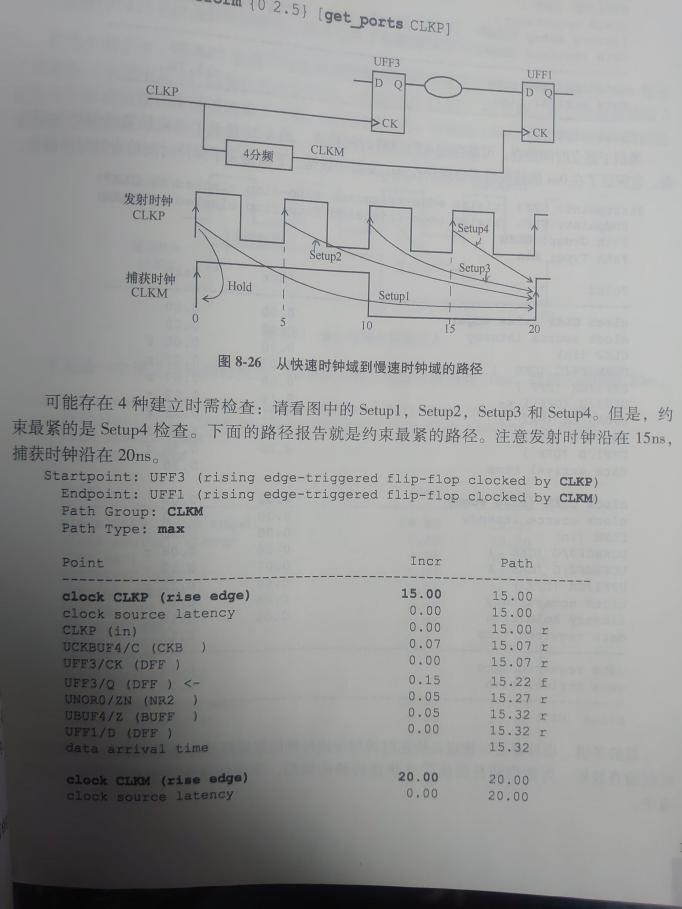 {0 2.5} [get_ports CLKP]
UFF3
UFF1
D Q
D Q
CLKP
CK
CK
4分频
CLKM
发射时钟
CLKP
Setup4
Setup2
Setup3
捕获时钟
CLKM
Hold
Setup1
0 5 10 15 20
图 8-26 从快速时钟域到慢速时钟域的路径
可能存在 4 种建立时需检查：请看图中的 Setup1，Setup2，Setup3 和 Setup4。但是，约
束最紧的是 Setup4 检查。下面的路径报告就是约束最紧的路径。注意发射时钟沿在 15ns，
捕获时钟沿在 20ns。
Startpoint: UFF3 (rising edge-triggered flip-flop clocked by CLKP)
Endpoint: UFF1 (rising edge-triggered flip-flop clocked by CLKM)
Path Group: CLKM
Path Type: max
Point Incr Path
clock CLKP (rise edge) 15.00 15.00
clock source latency 0.00 15.00
CLKP (in) 0.00 15.00 r
UCKBUF4/C (CKB ) 0.07 15.07 r
UFF3/CK (DFF ) 0.00 15.07 r
UFF3/Q (DFF ) <- 0.15 15.22 f
UNOR0/ZN (NR2 ) 0.05 15.27 r
UBUF4/Z (BUFF ) 0.05 15.32 r
UFF1/D (DFF ) 0.00 15.32 r
data arrival time 15.32
clock CLKM (rise edge) 20.00 20.00
clock source latency 0.00 20.00